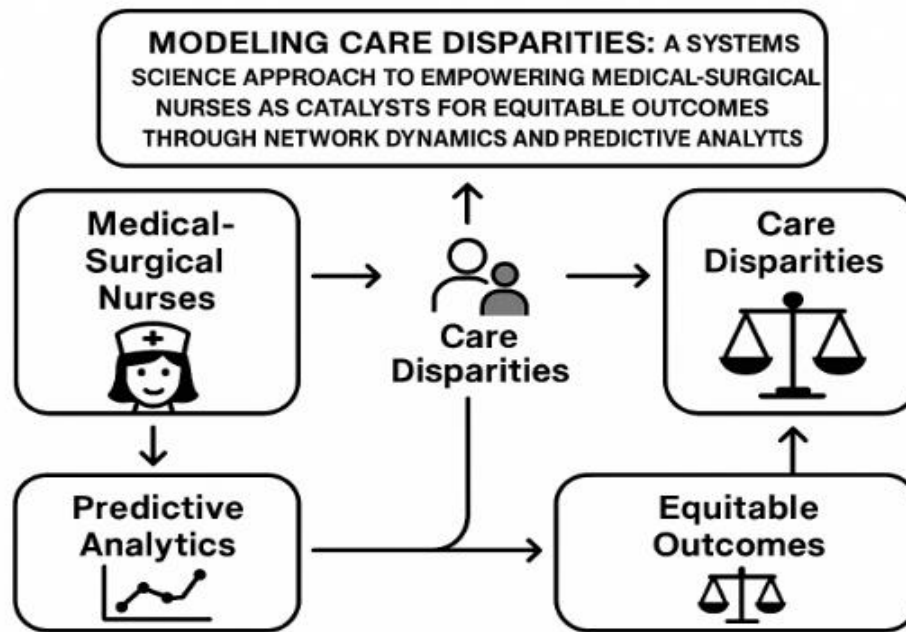 MODELING CARE DISPARITIES: A SYSTEMS
SCIENCE APPROACH TO EMPOWERING MEDICAL-SURGICAL
NURSES AS CATALYSTS FOR EQUITABLE OUTCOMES
THROUGH NETWORK DYNAMICS AND PREDICTIVE ANALYTCS
Medical-
Surgical
Nurses
Care
Disparities
Care
Disparities
Predictive
Analytics
Equitable
Outcomes